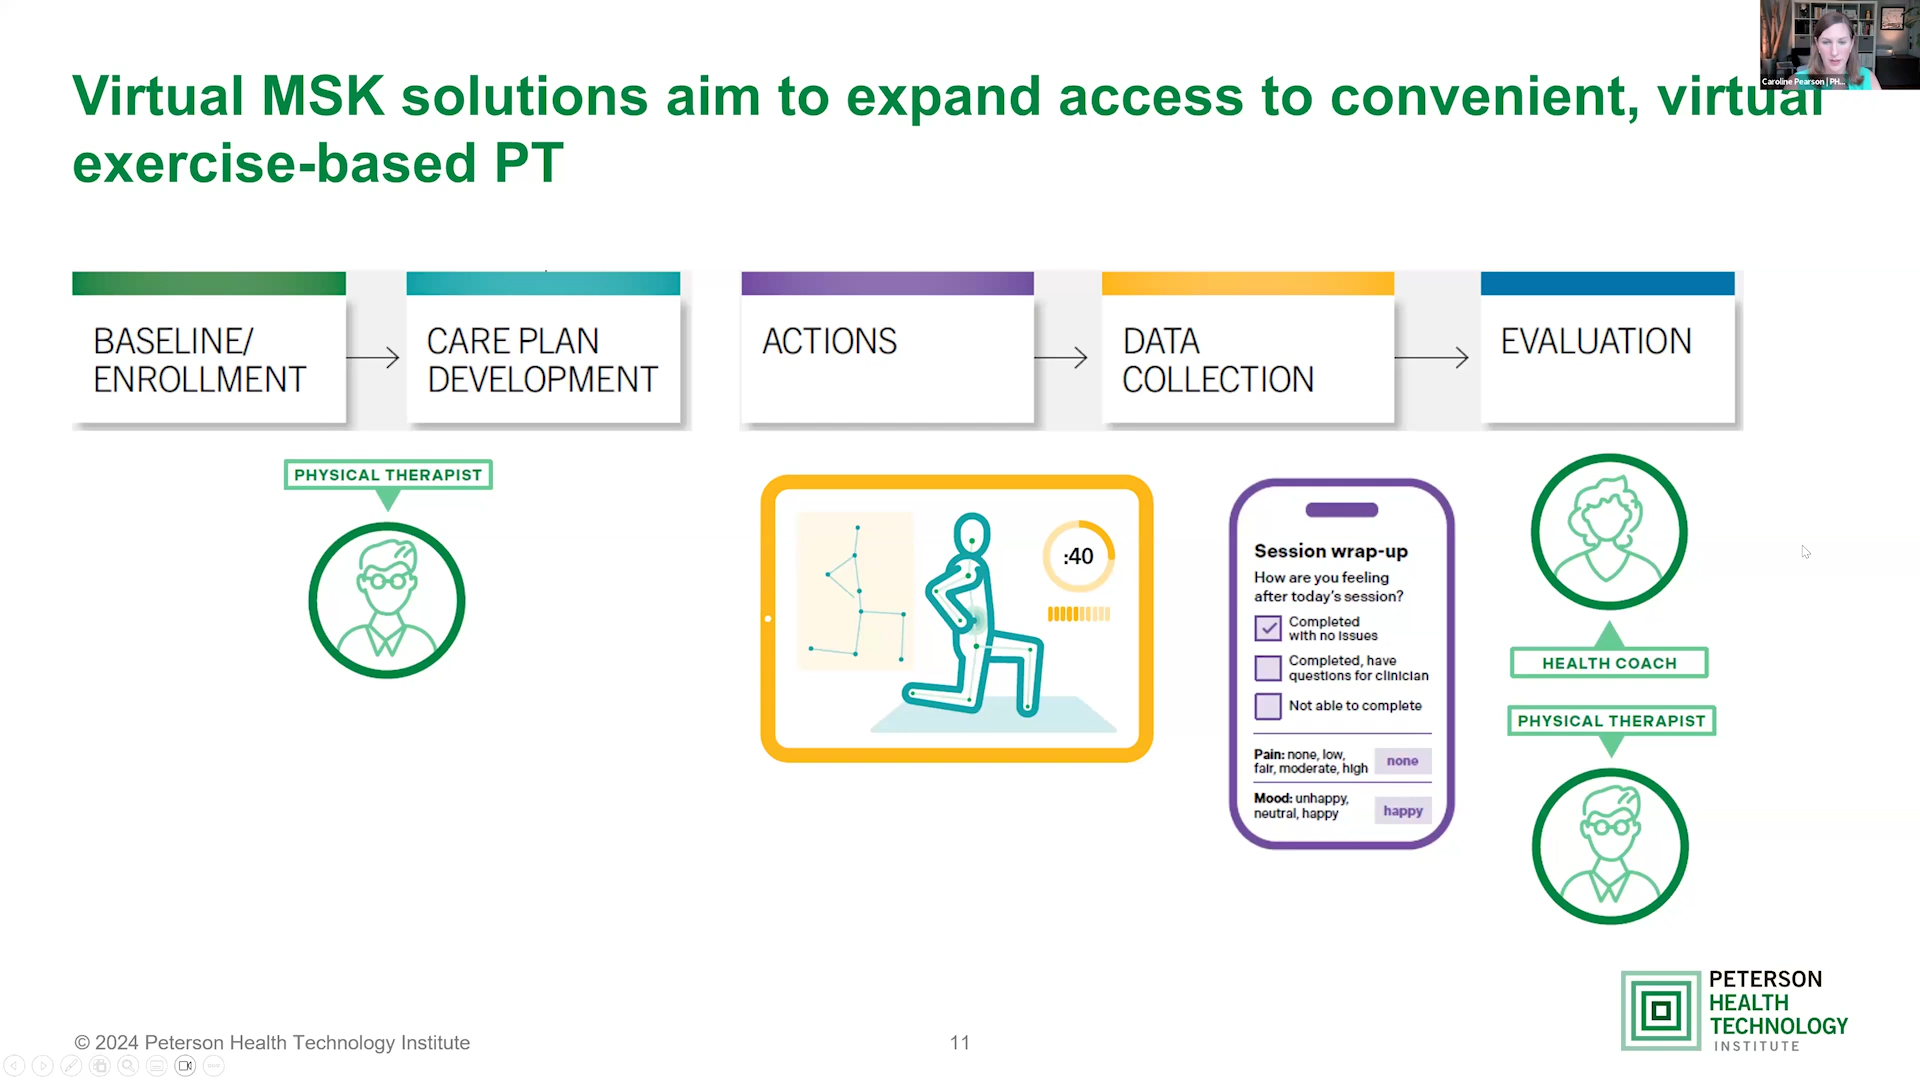 Caroline Pearson | PH...
Virtual MSK solutions aim to expand access to convenient, virtual
exercise-based PT
BASELINE/
ENROLLMENT
CARE PLAN
DEVELOPMENT
ACTIONS
DATA
COLLECTION
EVALUATION
PHYSICAL THERAPIST
:40
Session wrap-up
How are you feeling
after today's session?
Completed
with no issues
Completed, have
questions for clinician
Not able to complete
Pain: none, low,
fair, moderate, high
none
Mood: unhappy,
neutral, happy
happy
HEALTH COACH
PHYSICAL THERAPIST
PETERSON
HEALTH
TECHNOLOGY
INSTITUTE
© 2024 Peterson Health Technology Institute
11